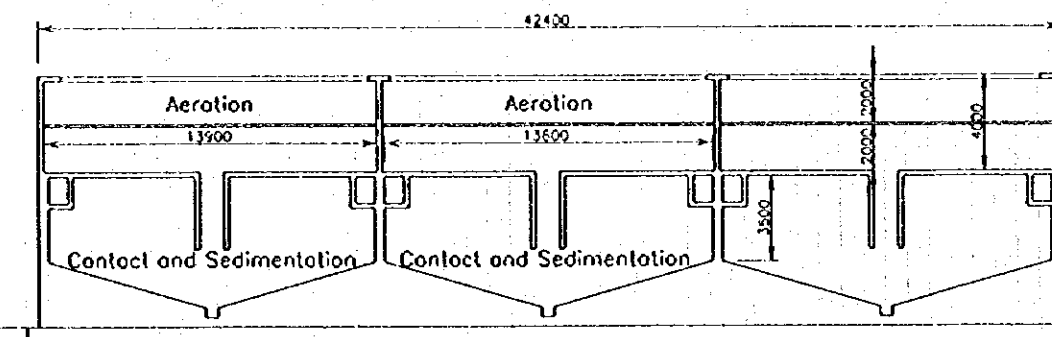 42400
Aeration Aeration
13900 13600
2000 2000
4000
3500
Contact and Sedimentation Contact and Sedimentation